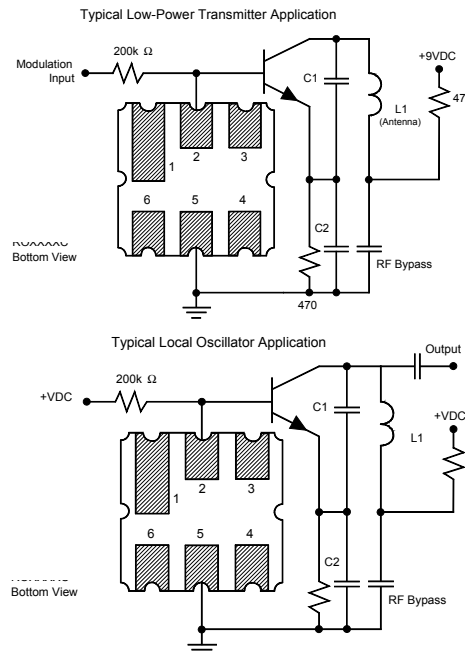 Typical Low-Power Transmitter Application
200k Ω
Modulation
Input
C1
+9VDC
L1
(Antenna)
47
1
2
3
6
5
4
C2
RF Bypass
470
Bottom View
Typical Local Oscillator Application
Output
200k Ω
+VDC
C1
+VDC
L1
1
2
3
6
5
4
C2
RF Bypass
Bottom View